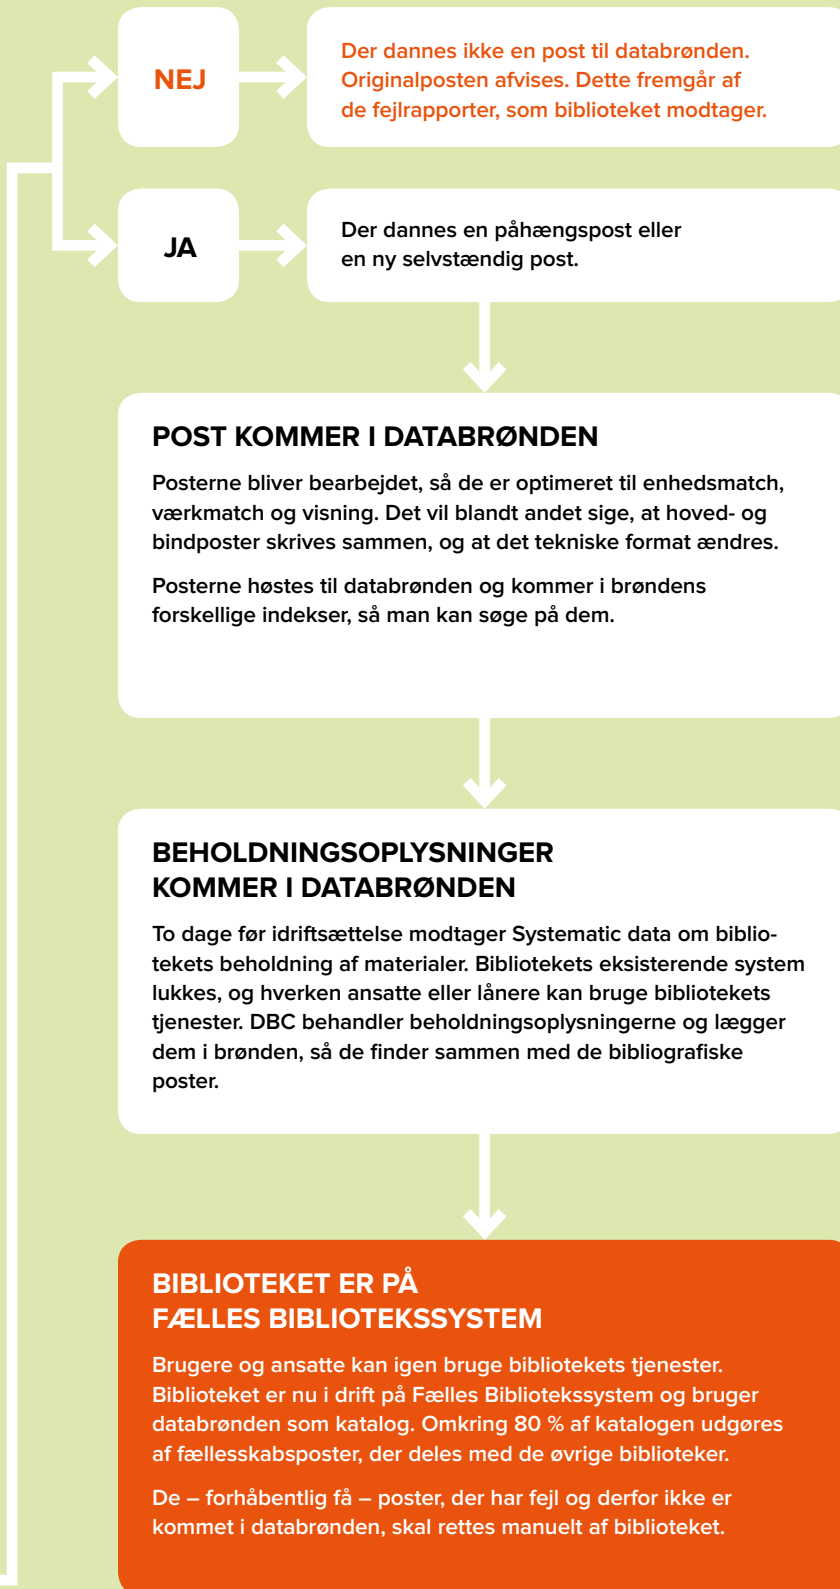 NEJ
Der dannes ikke en post til databrønden.
Originalposten afvises. Dette fremgår af
de fejlrapporter, som biblioteket modtager.
JA
Der dannes en påhængspost eller
en ny selvstændig post.
POST KOMMER I DATABRØNDEN
Posterne bliver bearbejdet, så de er optimeret til enhedsmatch,
værkmatch og visning. Det vil blandt andet sige, at hoved- og
bindposter skrives sammen, og at det tekniske format ændres.
Posterne høstes til databrønden og kommer i brøndens
forskellige indekser, så man kan søge på dem.
BEHOLDNINGSOPLYSNINGER
KOMMER I DATABRØNDEN
To dage før idriftsættelse modtager Systematic data om biblio-
tekets beholdning af materialer. Bibliotekets eksisterende system
lukkes, og hverken ansatte eller lånere kan bruge bibliotekets
tjenester. DBC behandler beholdningsoplysningerne og lægger
dem i brønden, så de finder sammen med de bibliografiske
poster.
BIBLIOTEKET ER PÅ
FÆLLES BIBLIOTEKSSYSTEM
Brugere og ansatte kan igen bruge bibliotekets tjenester.
Biblioteket er nu i drift på Fælles Bibliotekssystem og bruger
databrønden som katalog. Omkring 80 % af katalogen udgøres
af fællesskabsposter, der deles med de øvrige biblioteker.
De – forhåbentlig få – poster, der har fejl og derfor ikke er
kommet i databrønden, skal rettes manuelt af biblioteket.